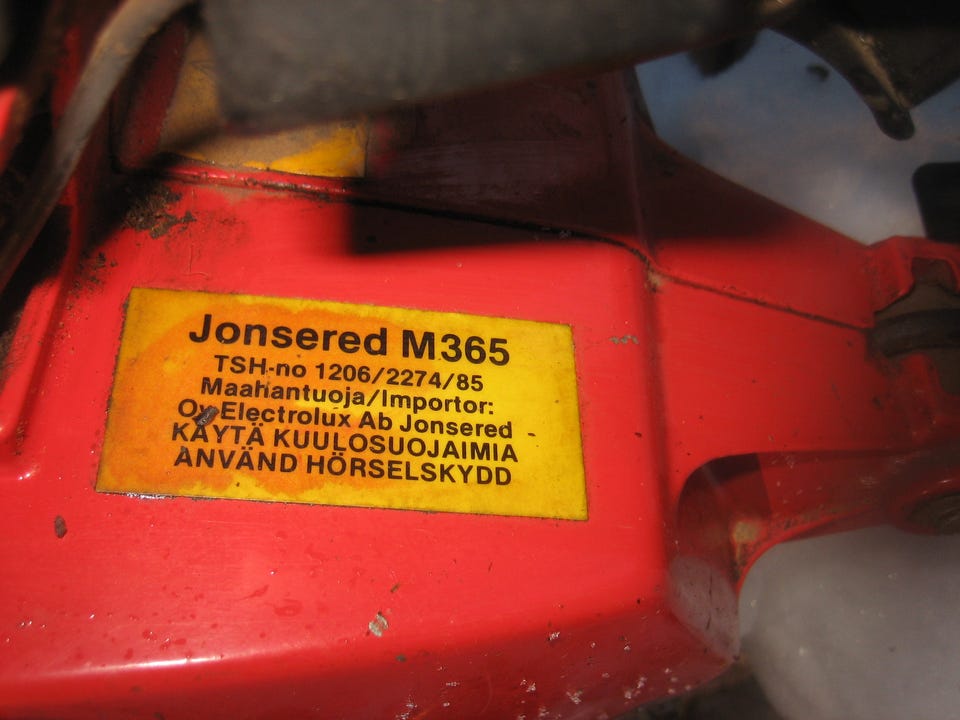 Jonsered M365
TSH-no 1206/2274/85
Maahantuoja/Importor:
Oy Electrolux Ab Jonsered
KÄYTÄ KUULOSUOJAIMIA
ANVÄND HÖRSELSKYDD